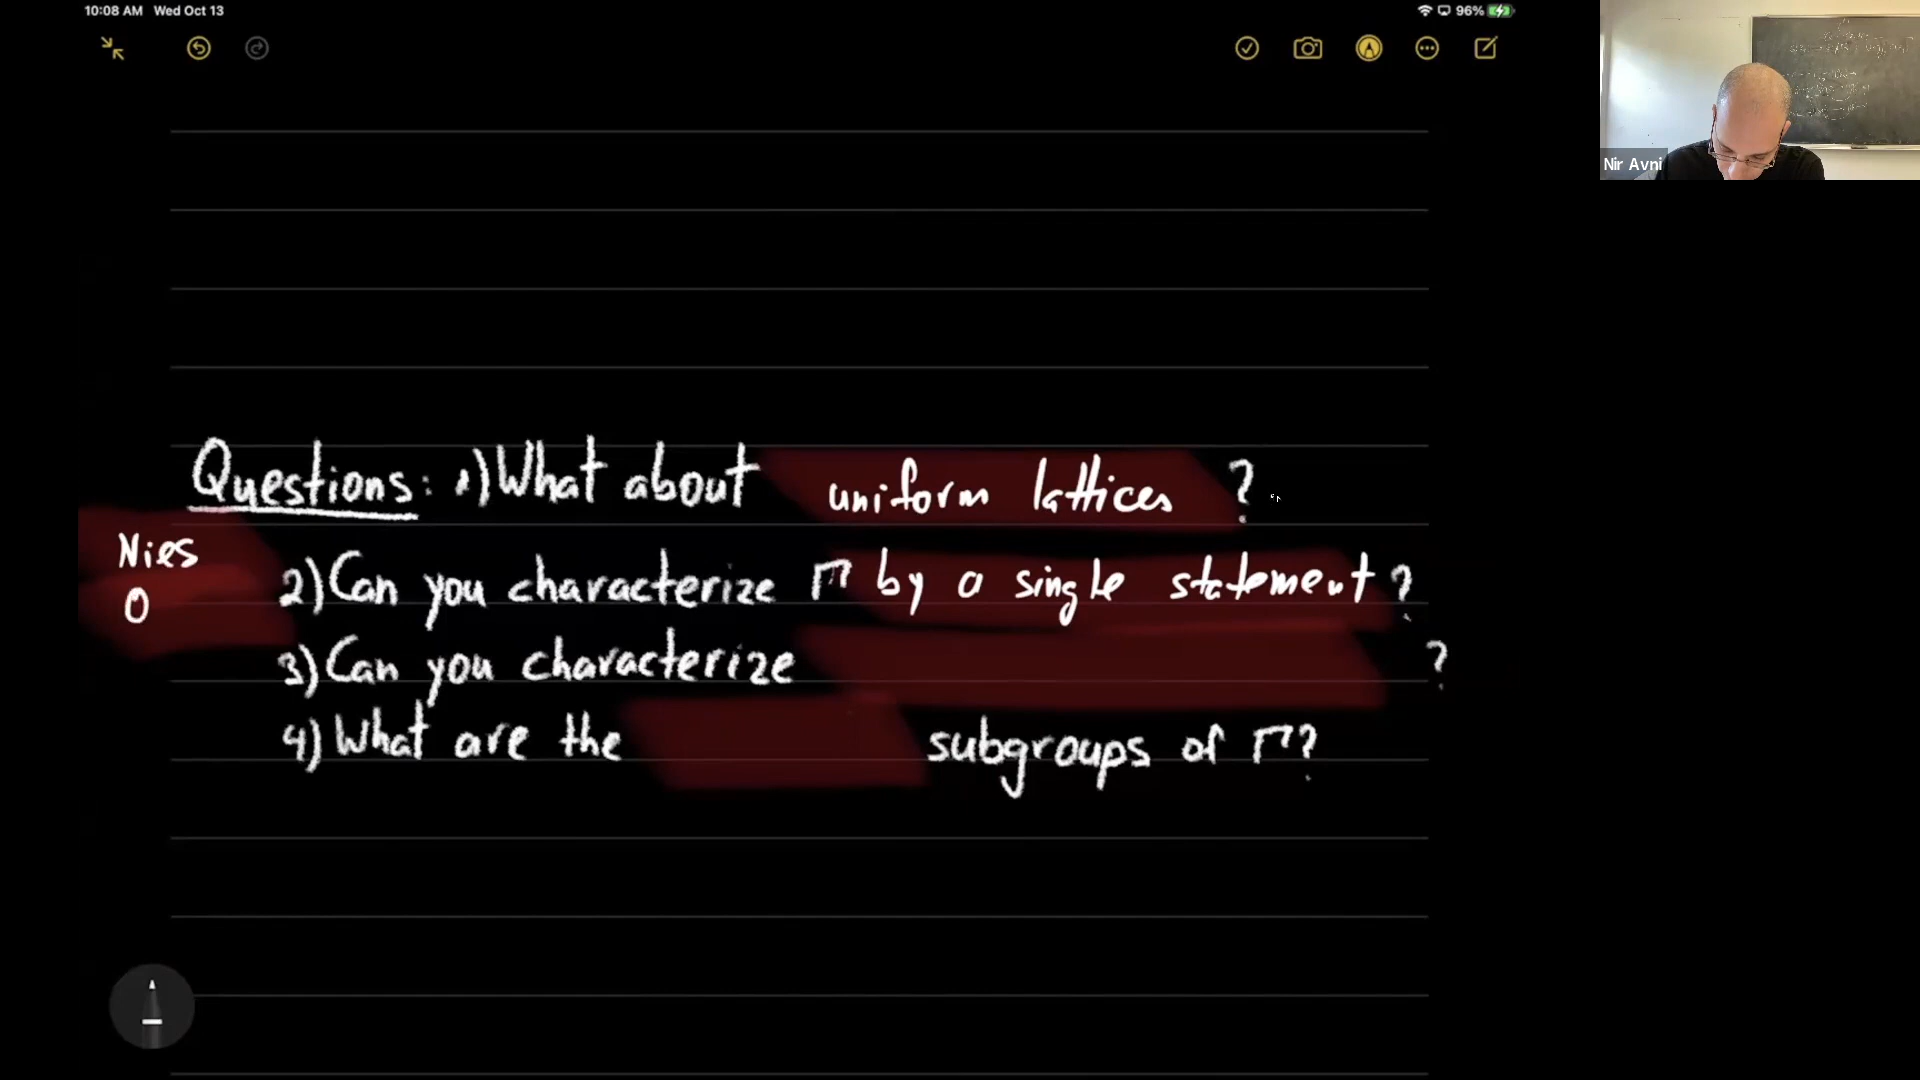 10:08 AM Wed Oct 13
96%
Nir Avni
Questions: 1) What about uniform lattices ?
Nies
0
2) Can you characterize Γ by a single statement ?
3) Can you characterize ?
4) What are the subgroups of Γ?